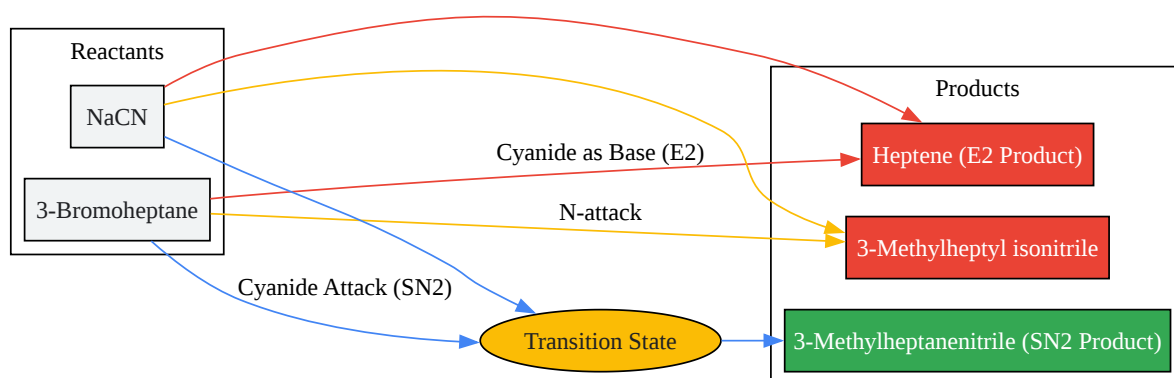 Reactants
NaCN
3-Bromoheptane
Cyanide as Base (E2)
N-attack
Cyanide Attack (SN2)
Transition State
Products
Heptene (E2 Product)
3-Methylheptyl isonitrile
3-Methylheptanenitrile (SN2 Product)